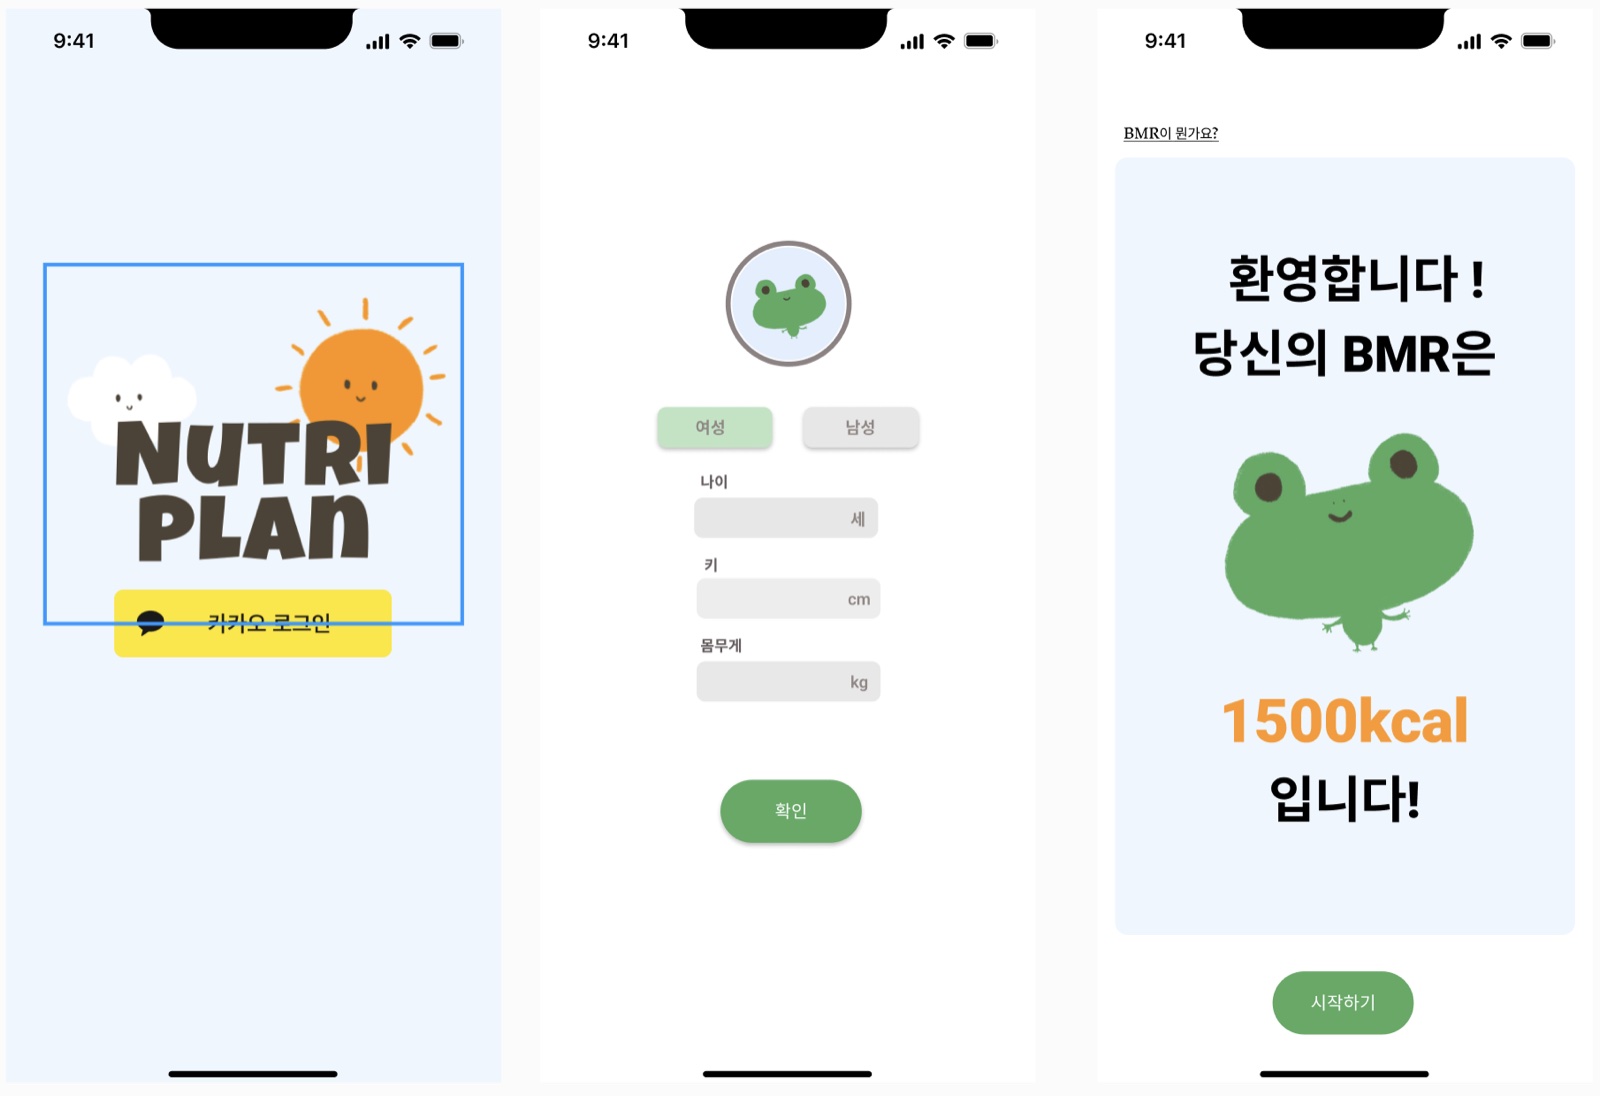 9:41
NUTRI
PLAN
카카오 로그인
9:41
여성
남성
나이
세
키
cm
몸무게
kg
확인
9:41
BMR이 뭔가요?
환영합니다 !
당신의 BMR은
1500kcal
입니다!
시작하기